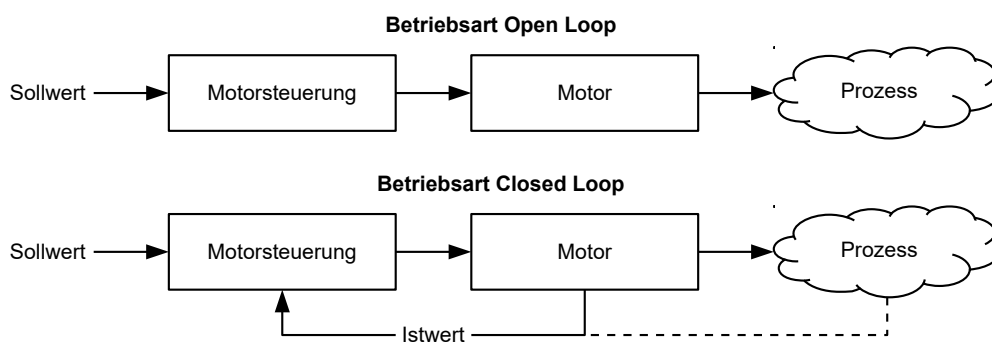 Betriebsart Open Loop
Sollwert
Motorsteuerung
Motor
Prozess
Betriebsart Closed Loop
Sollwert
Motorsteuerung
Motor
Prozess
Istwert